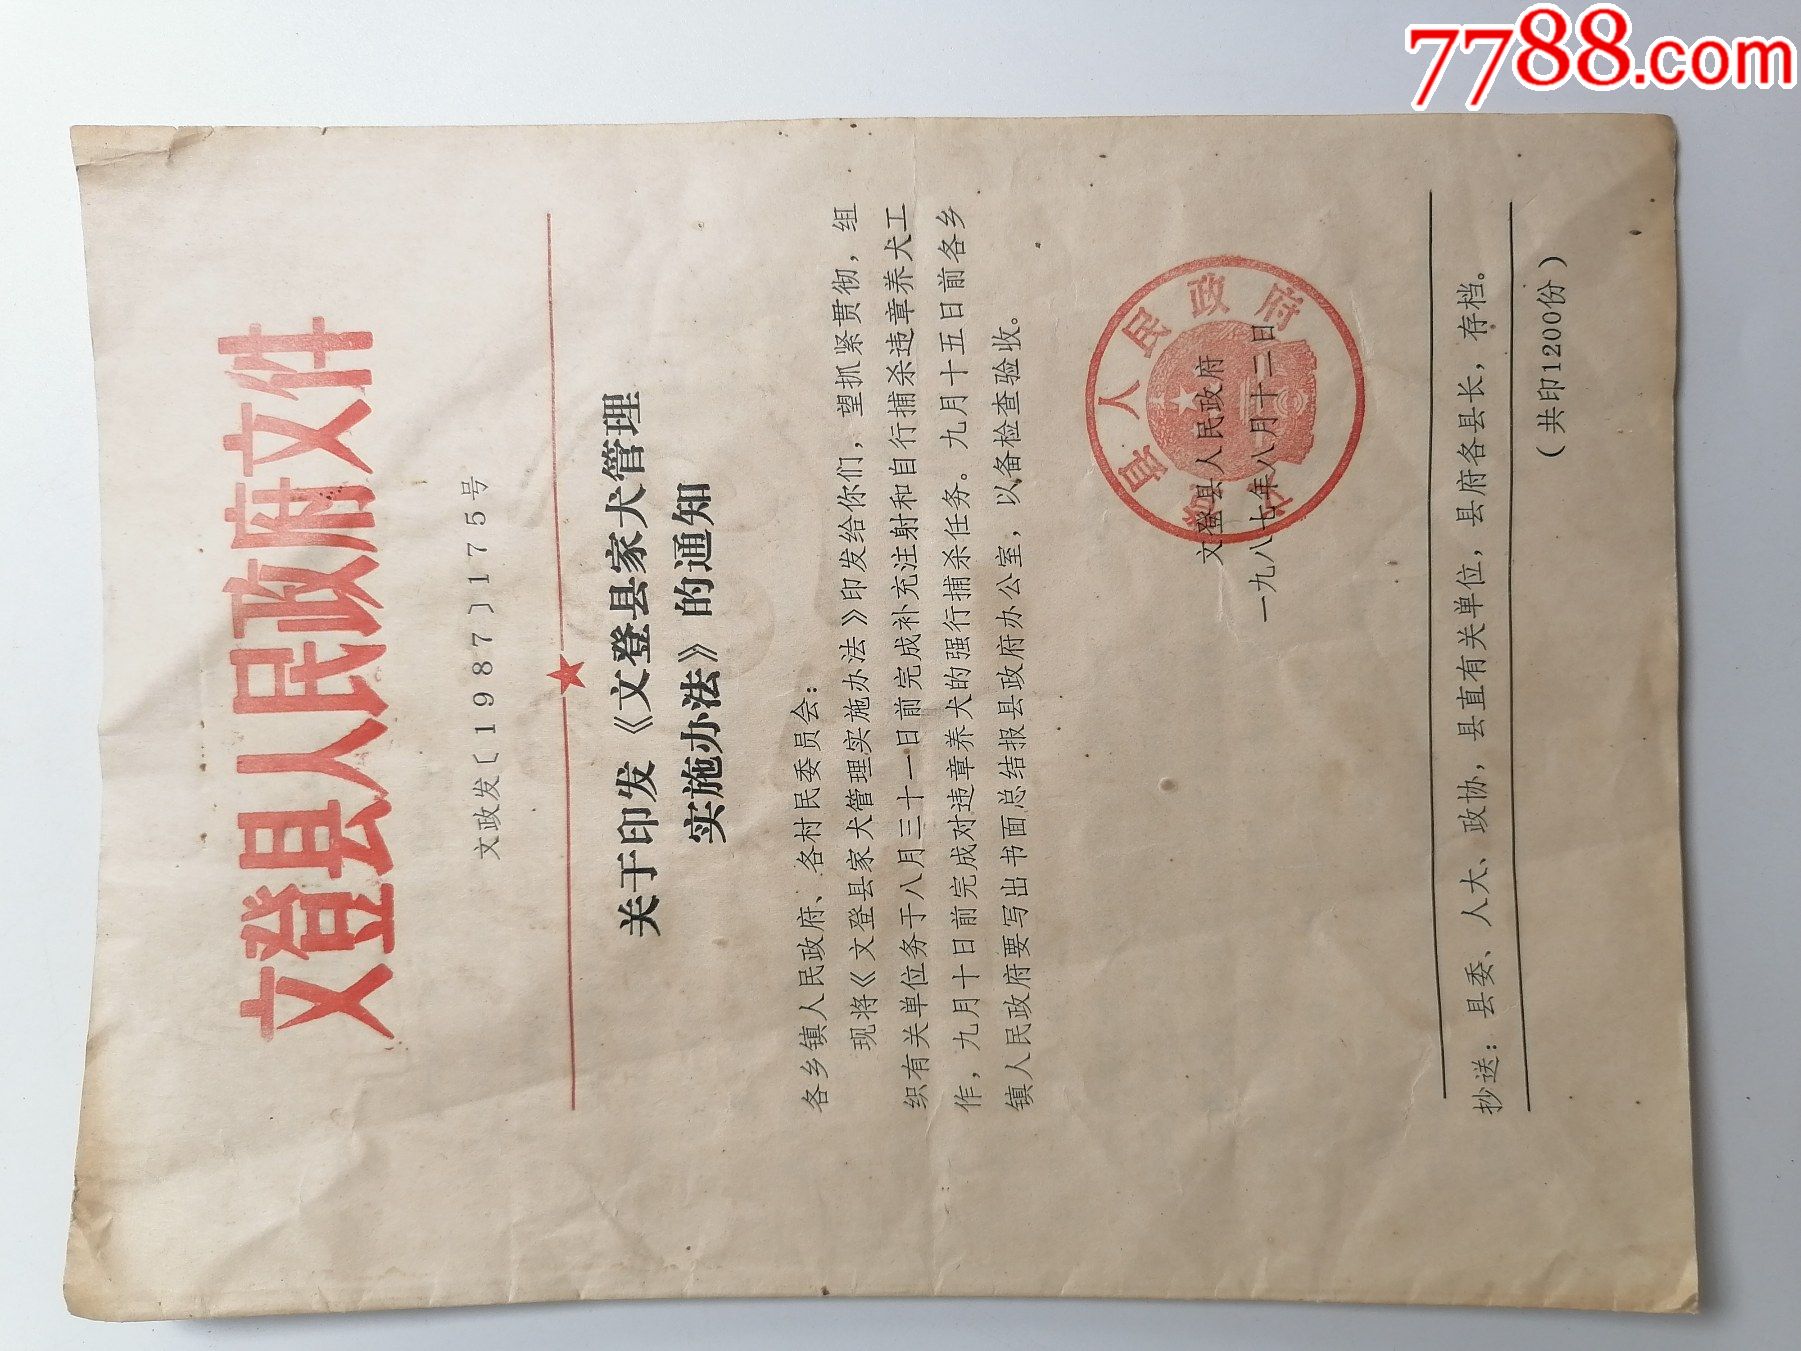 7788.com
文登县人民政府文件
文政发〔1987〕175号
关于印发《文登县家犬管理
实施办法》的通知
各乡镇人民政府、各村民委员会：
现将《文登县家犬管理实施办法》印发给你们，望抓紧贯彻，组
织有关单位务于八月三十一日前完成补充注射和自行捕杀违章养犬工
作，九月十日前完成对违章养犬的强行捕杀任务。九月十五日前各乡
镇人民政府要写出书面总结报县政府办公室，以备检查验收。
文登县人民政府
一九八七年八月十二日
县人民政府
抄送：县委、人大、政协，县直有关单位，县府各县长，存档。
（共印1200份）